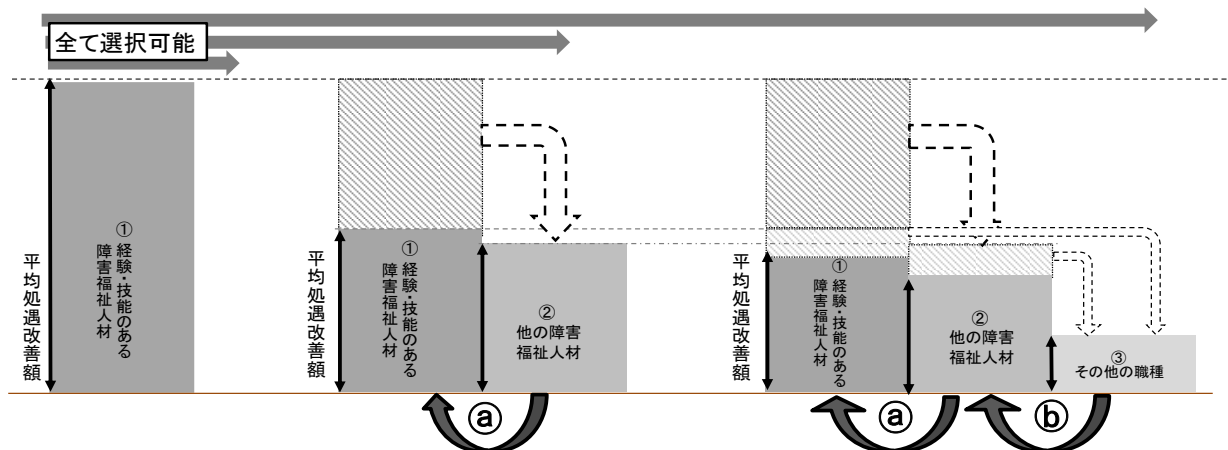 全て選択可能
平均処遇改善額
① 経験・技能のある
障害福祉人材
平均処遇改善額
① 経験・技能のある
障害福祉人材
②
他の障害
福祉人材
ⓐ
平均処遇改善額
① 経験・技能のある
障害福祉人材
②
他の障害
福祉人材
③
その他の職種
ⓐ
ⓑ